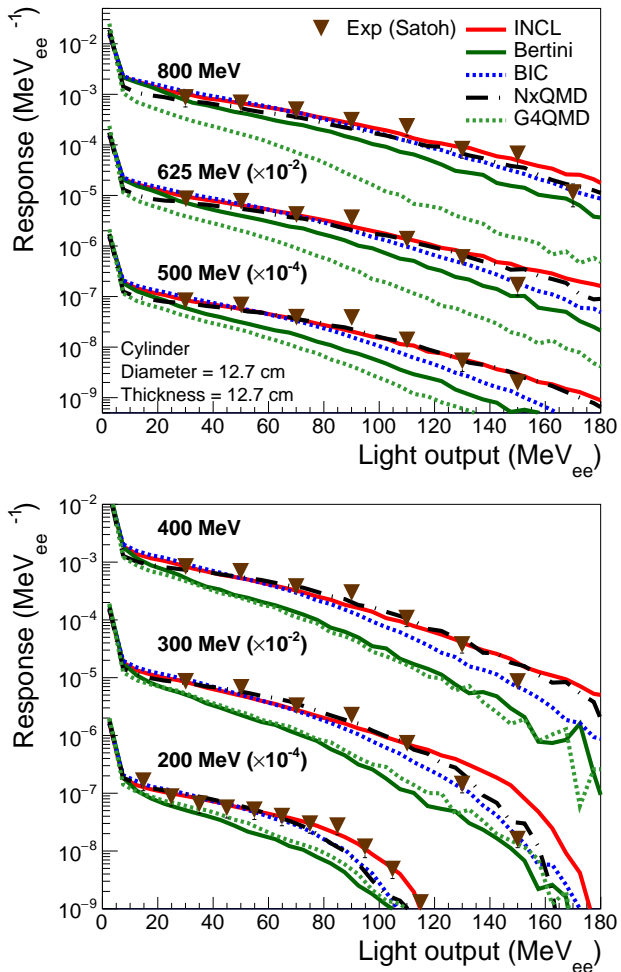 Response (MeV_ee^-1)
10^-2
10^-3
10^-4
10^-5
10^-6
10^-7
10^-8
10^-9
Exp (Satoh)
INCL
Bertini
BIC
NxQMD
G4QMD
800 MeV
625 MeV (×10^-2)
500 MeV (×10^-4)
Cylinder
Diameter = 12.7 cm
Thickness = 12.7 cm
0 20 40 60 80 100 120 140 160 180
Light output (MeV_ee)
Response (MeV_ee^-1)
10^-2
10^-3
10^-4
10^-5
10^-6
10^-7
10^-8
10^-9
400 MeV
300 MeV (×10^-2)
200 MeV (×10^-4)
0 20 40 60 80 100 120 140 160 180
Light output (MeV_ee)